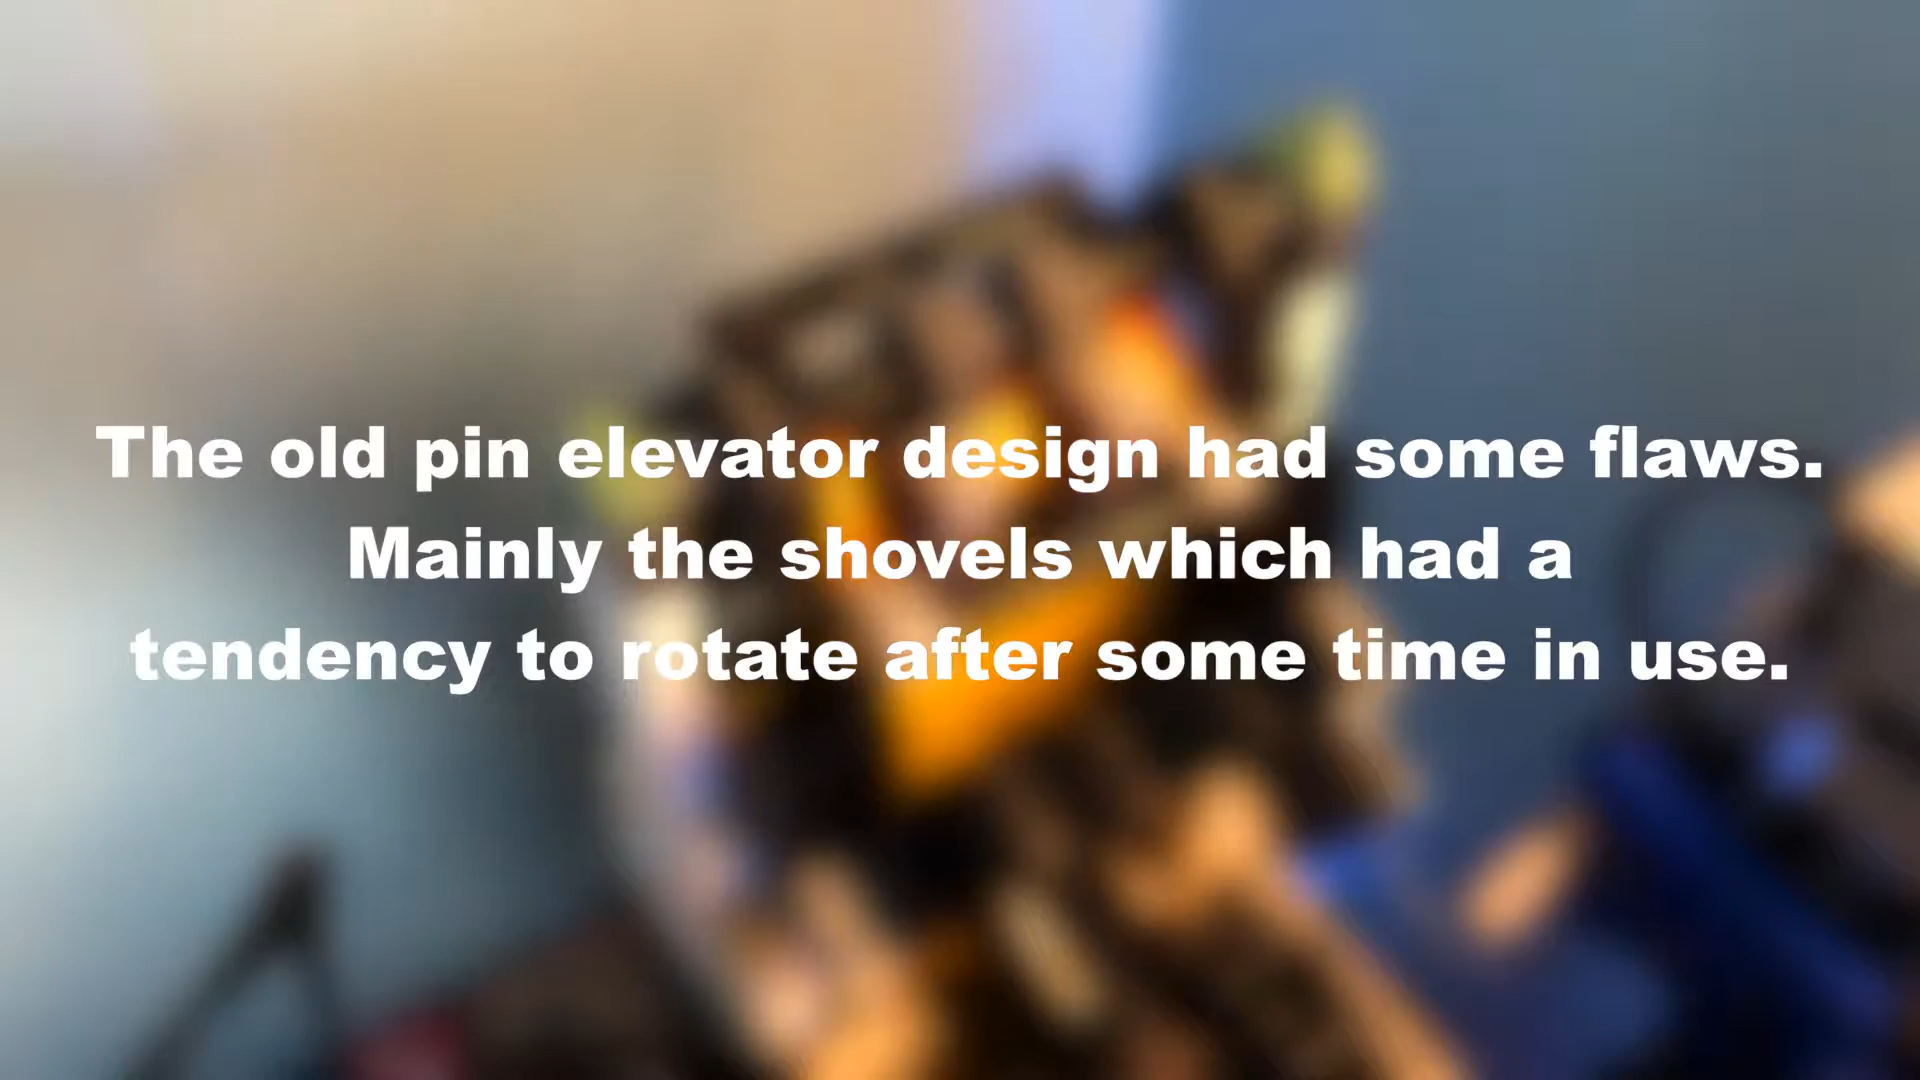 The old pin elevator design had some flaws.
Mainly the shovels which had a
tendency to rotate after some time in use.